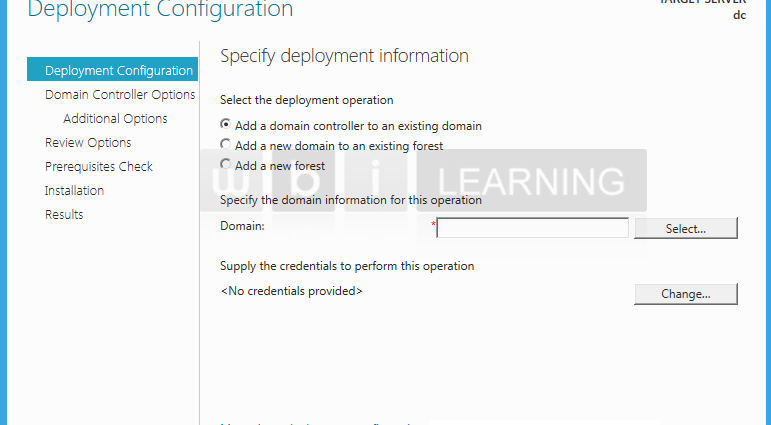 Deployment Configuration
TARGET SERVER
dc
Deployment Configuration
Domain Controller Options
Additional Options
Review Options
Prerequisites Check
Installation
Results
Specify deployment information
Select the deployment operation
Add a domain controller to an existing domain
Add a new domain to an existing forest
Add a new forest
wbi LEARNING
Specify the domain information for this operation
Domain: *
Select...
Supply the credentials to perform this operation
<No credentials provided>
Change...